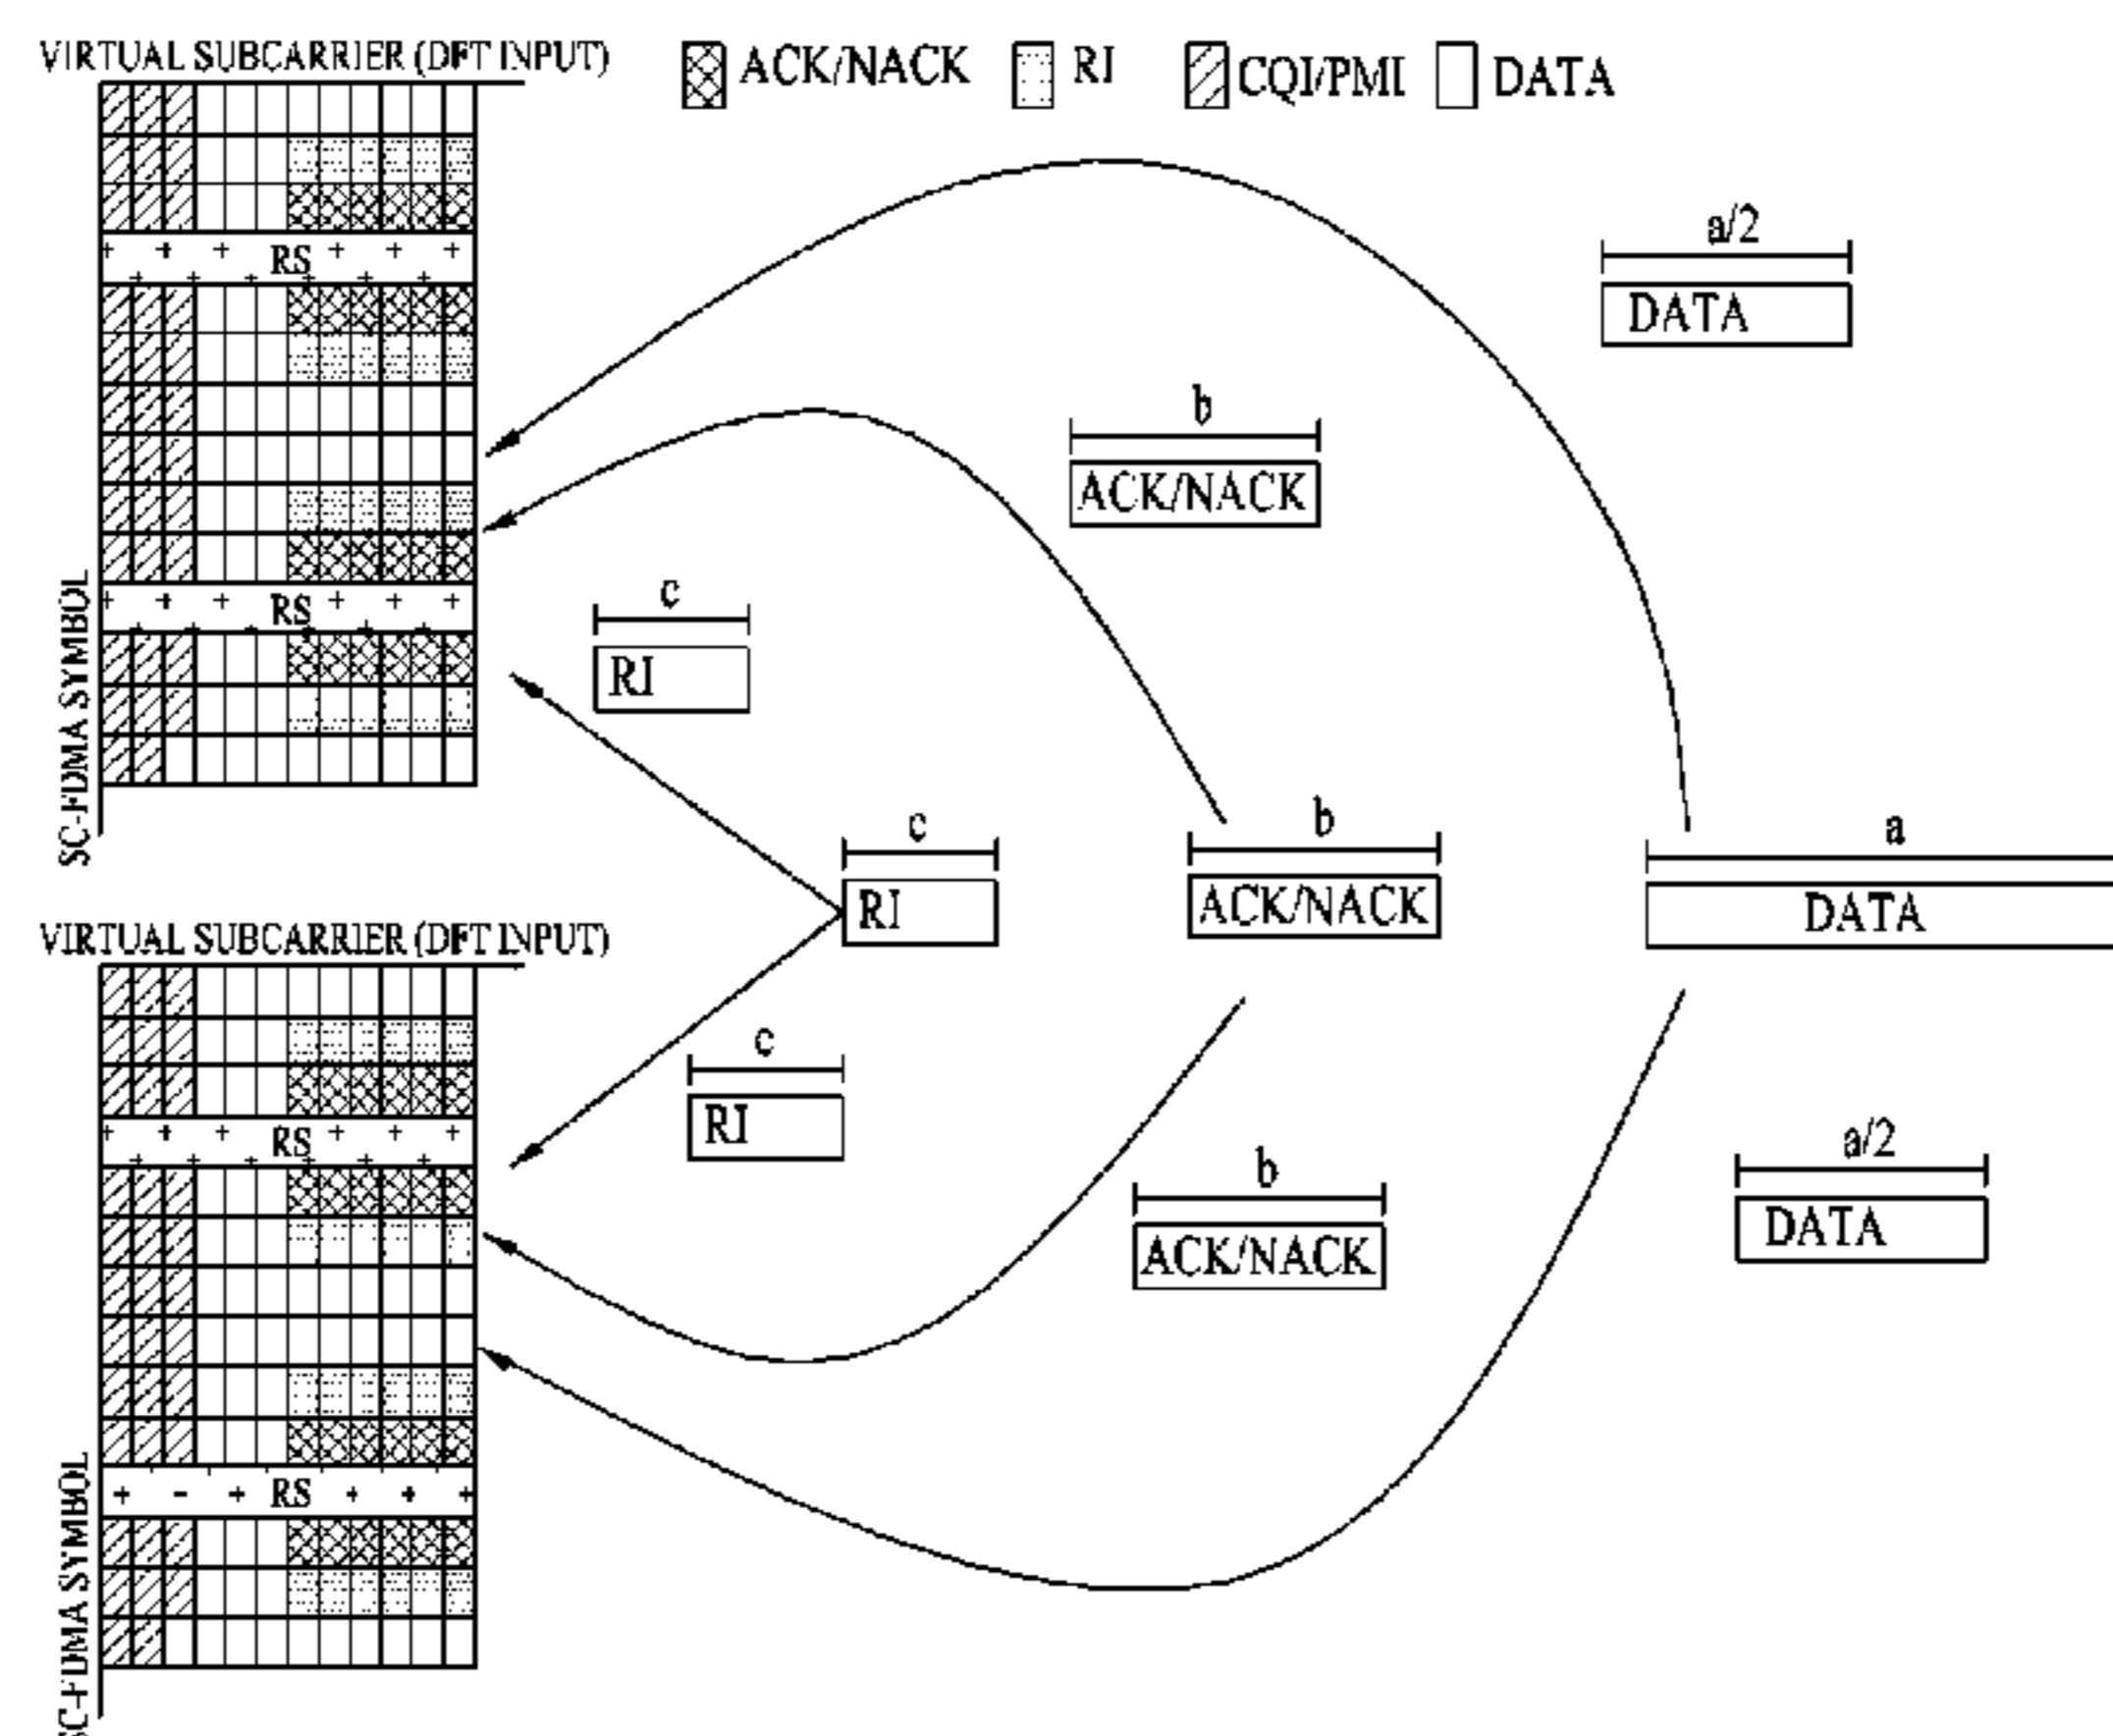 VIRTUAL SUBCARRIER (DFT INPUT)
ACK/NACK
RI
CQI/PMI
DATA
a/2
DATA
RS
b
ACK/NACK
c
RI
RS
SC-FDMA SYMBOL
c
RI
b
ACK/NACK
a
DATA
VIRTUAL SUBCARRIER (DFT INPUT)
c
RI
RS
b
ACK/NACK
a/2
DATA
RS
SC-FDMA SYMBOL